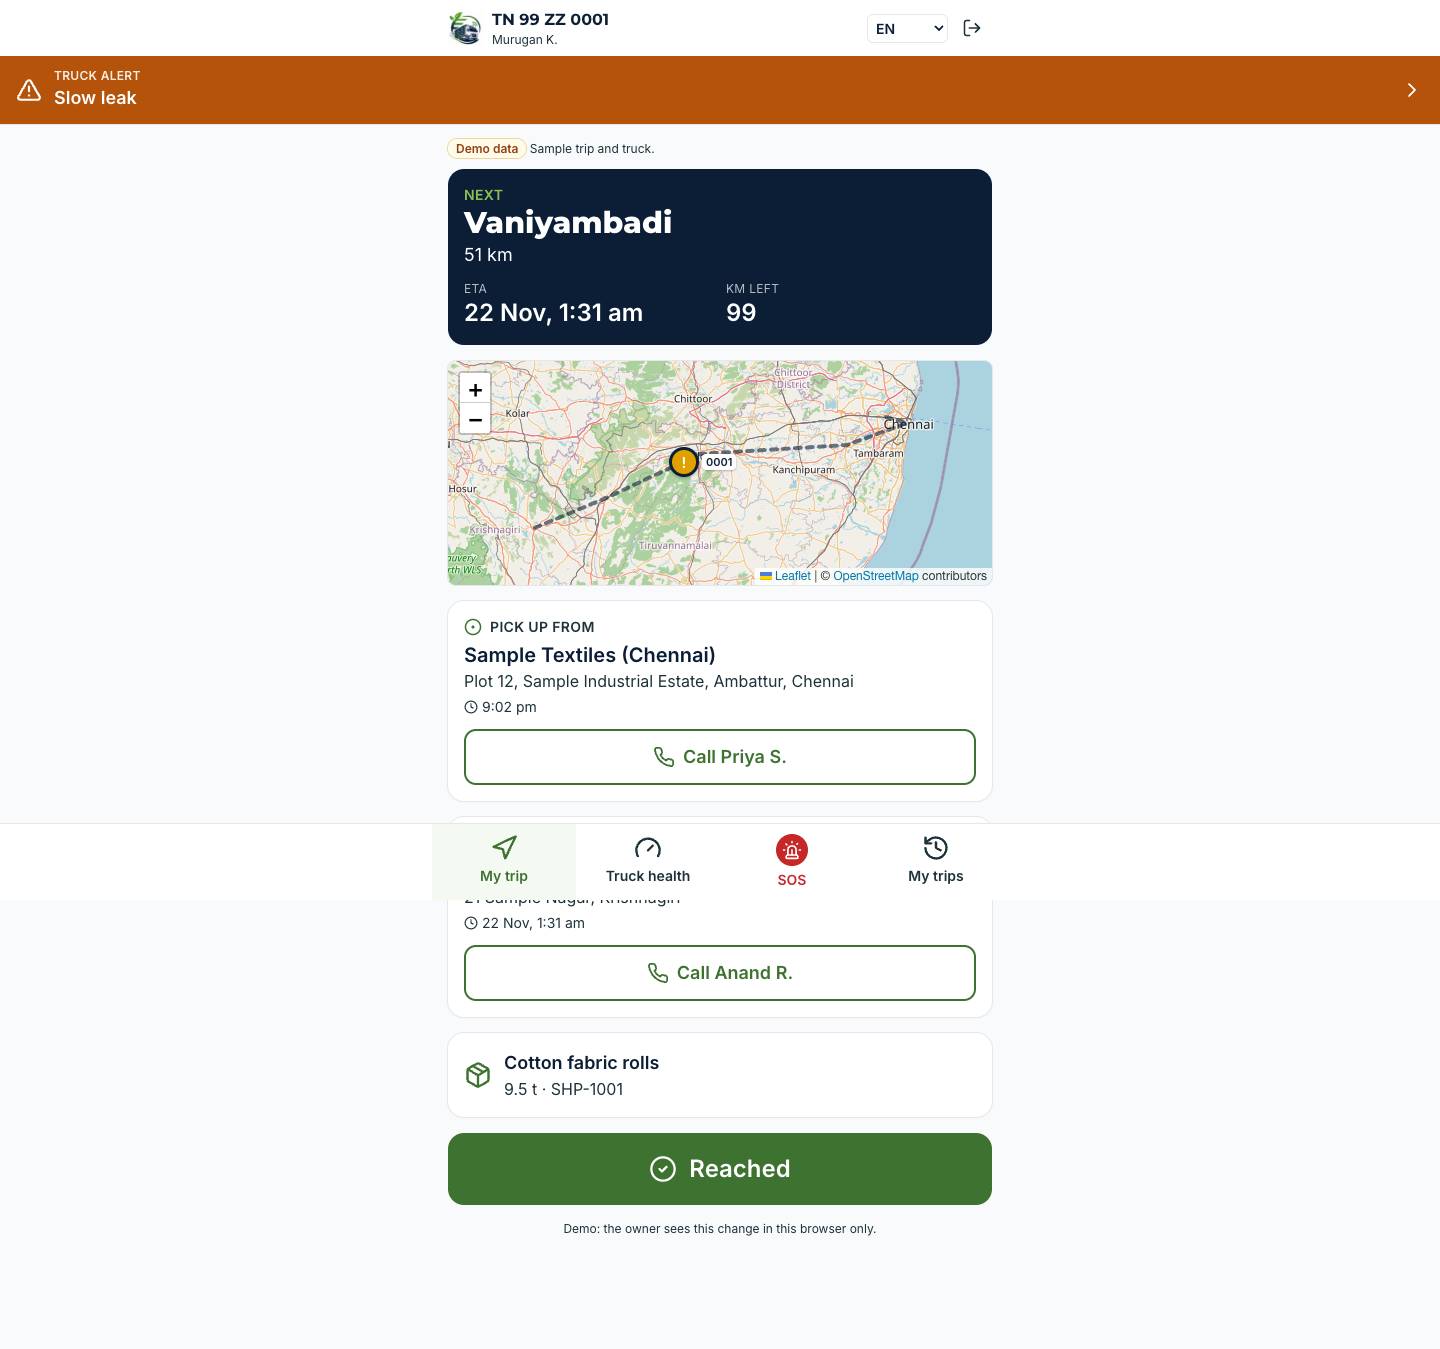 TN 99 ZZ 0001
Murugan K.
EN
TRUCK ALERT
Slow leak
Demo data Sample trip and truck.
NEXT
Vaniyambadi
51 km
ETA
22 Nov, 1:31 am
KM LEFT
99
+
−
Chittoor
District
Kolar
Chittoor
Chennai
Tambaram
Kanchipuram
0001
!
Hosur
Krishnagiri
Tiruvannamalai
Leaflet | © OpenStreetMap contributors
PICK UP FROM
Sample Textiles (Chennai)
Plot 12, Sample Industrial Estate, Ambattur, Chennai
9:02 pm
Call Priya S.
My trip
Truck health
SOS
My trips
21 Sample Nagar, Krishnagiri
22 Nov, 1:31 am
Call Anand R.
Cotton fabric rolls
9.5 t · SHP-1001
Reached
Demo: the owner sees this change in this browser only.